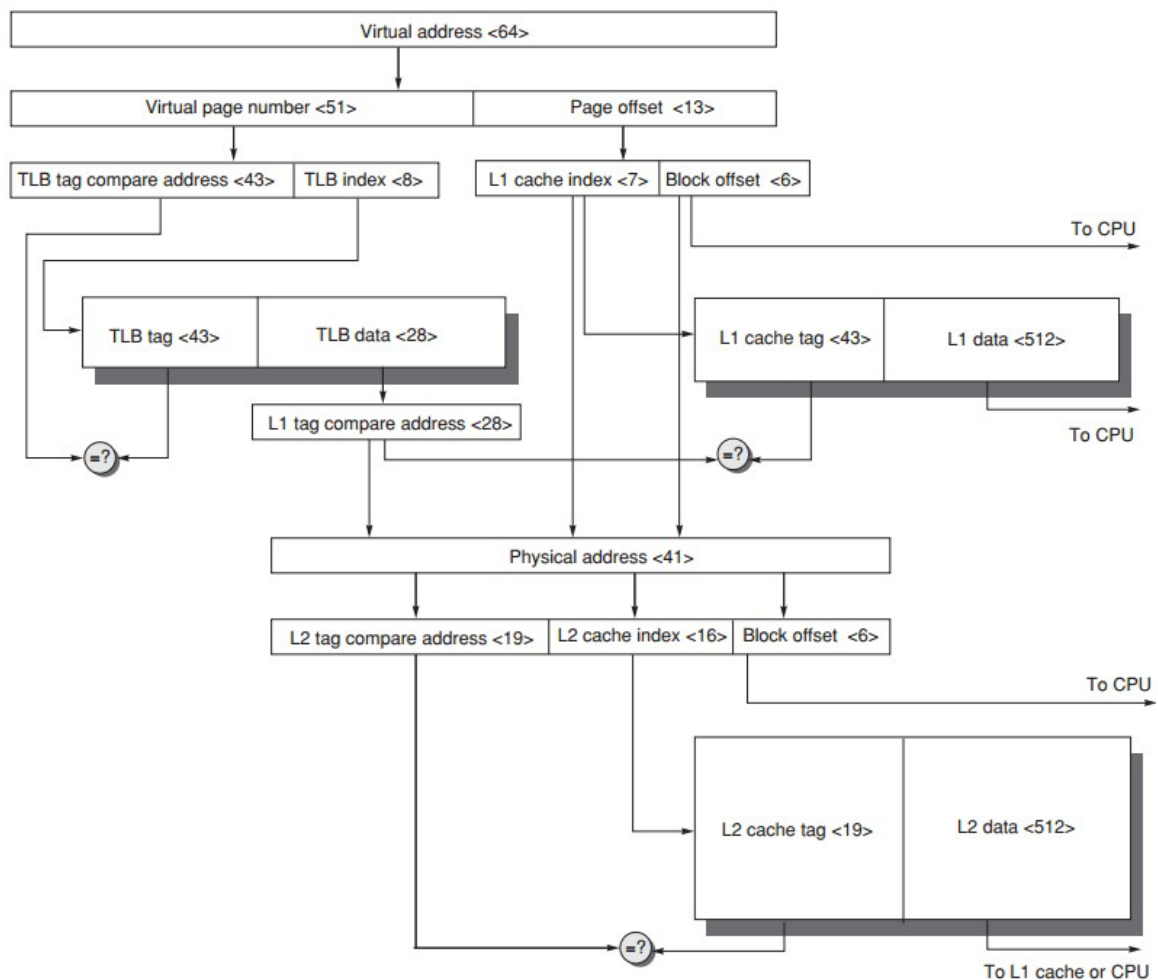 Virtual address <64>
Virtual page number <51> Page offset <13>
TLB tag compare address <43> TLB index <8> L1 cache index <7> Block offset <6>
To CPU
TLB tag <43> TLB data <28> L1 cache tag <43> L1 data <512>
L1 tag compare address <28> To CPU
=? =?
Physical address <41>
L2 tag compare address <19> L2 cache index <16> Block offset <6>
To CPU
L2 cache tag <19> L2 data <512>
=?
To L1 cache or CPU